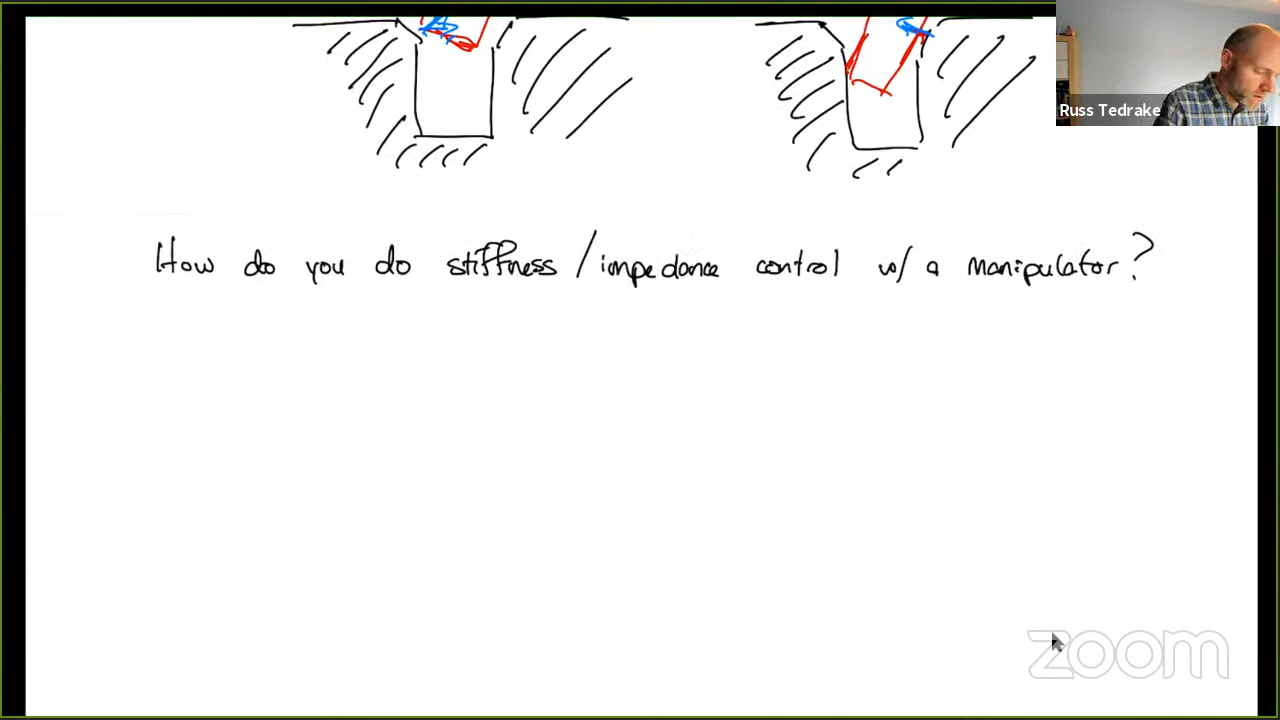 Russ Tedrake
How do you do stiffness / impedance control w/ a manipulator?
zoom